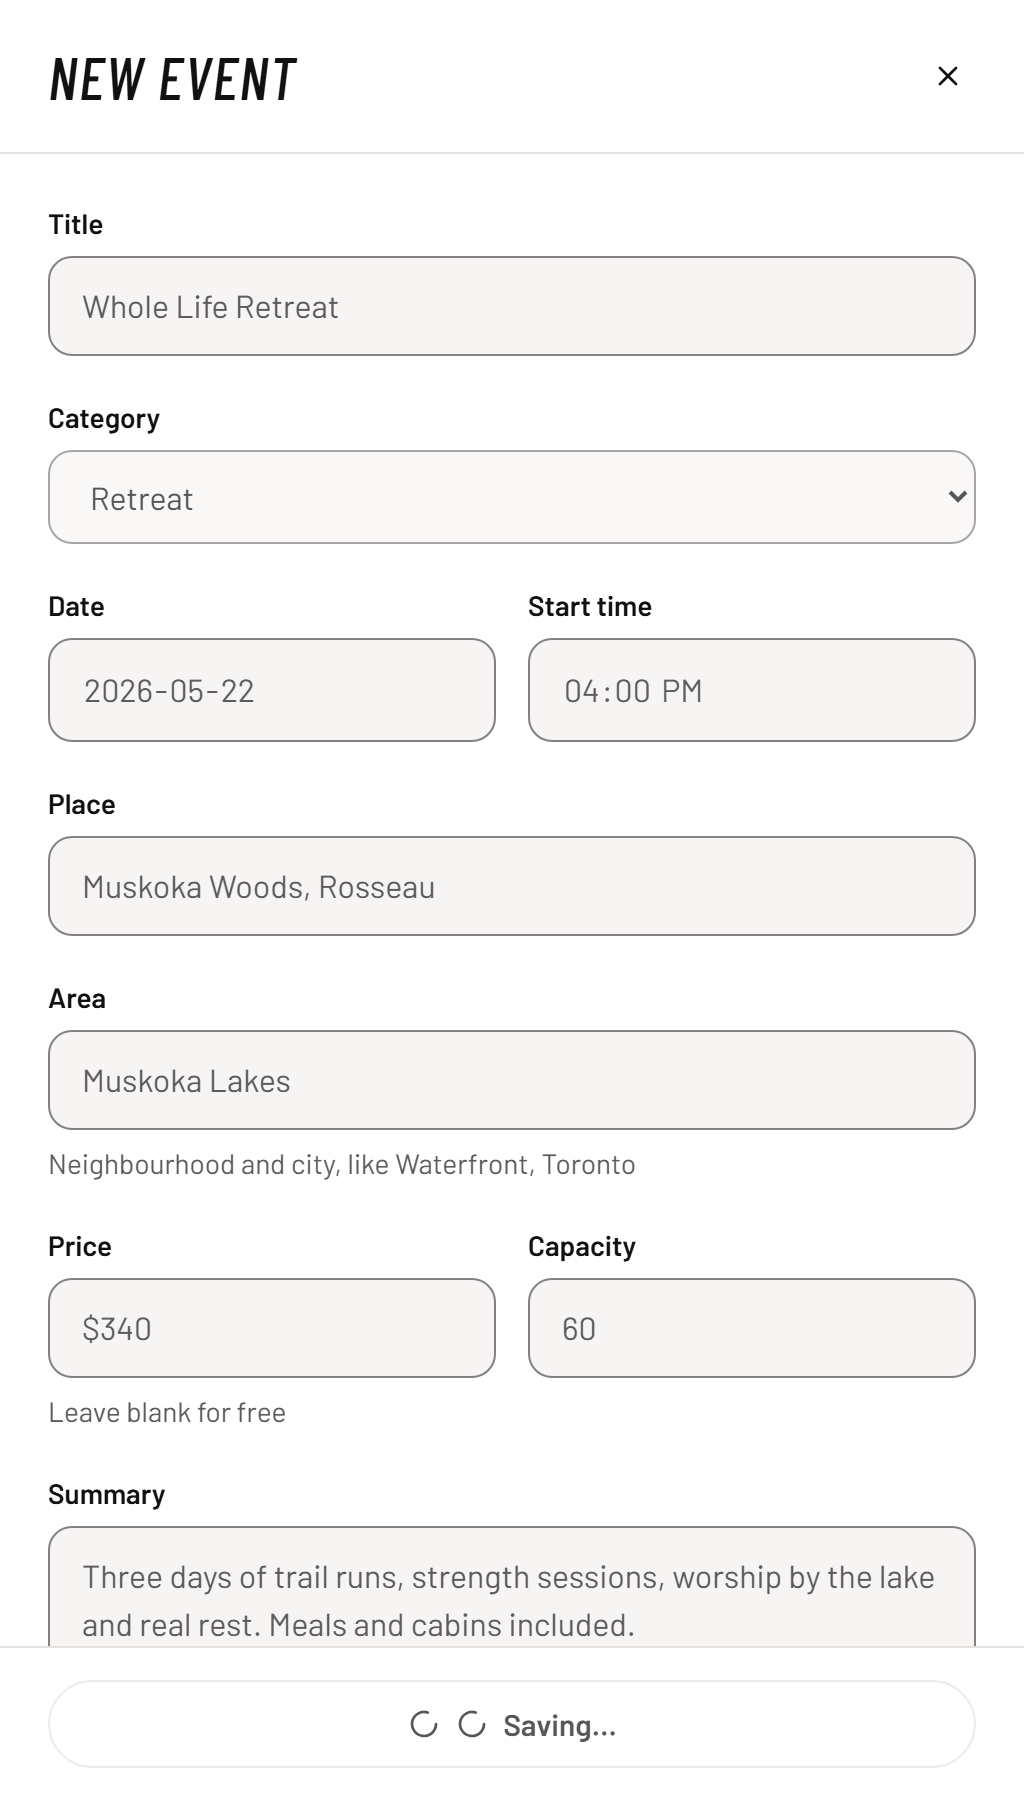 NEW EVENT
Title
Whole Life Retreat
Category
Retreat
Date
Start time
2026-05-22
04:00 PM
Place
Muskoka Woods, Rosseau
Area
Muskoka Lakes
Neighbourhood and city, like Waterfront, Toronto
Price
Capacity
$340
60
Leave blank for free
Summary
Three days of trail runs, strength sessions, worship by the lake
and real rest. Meals and cabins included.
Saving...